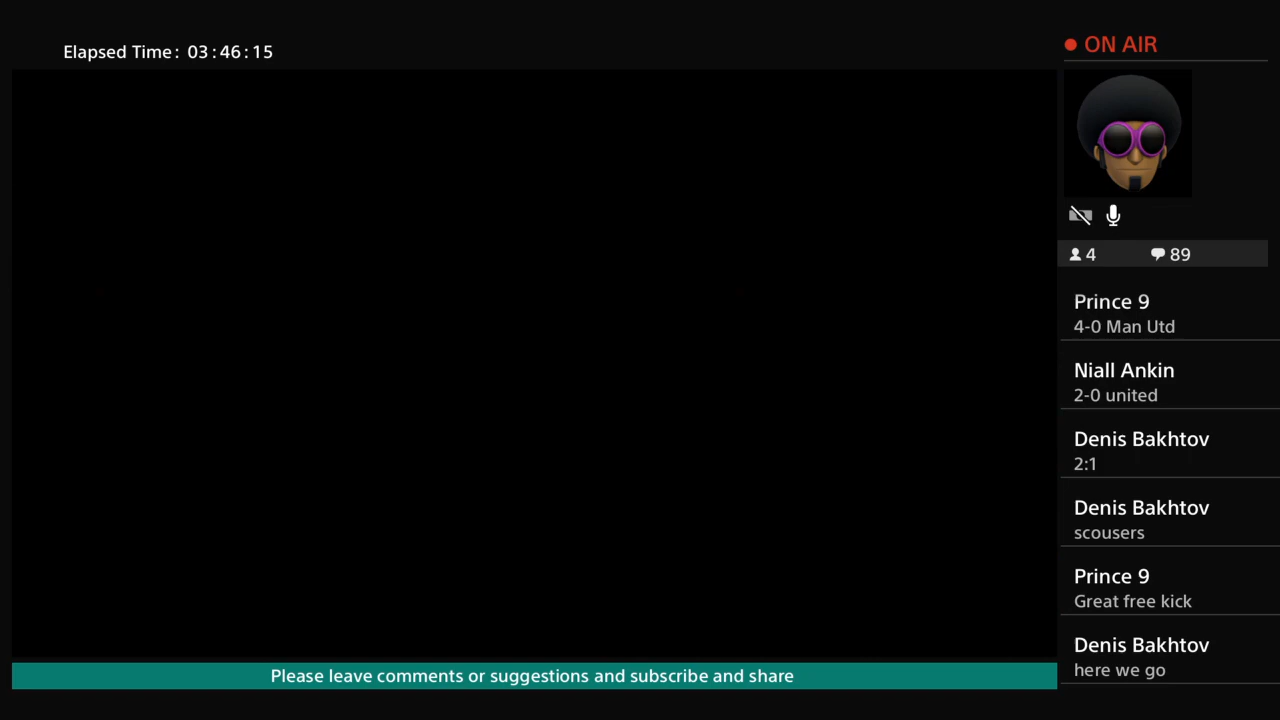 Elapsed Time: 03:46:15
ON AIR
4 89
Prince 9
4-0 Man Utd
Niall Ankin
2-0 united
Denis Bakhtov
2:1
Denis Bakhtov
scousers
Prince 9
Great free kick
Denis Bakhtov
here we go
Please leave comments or suggestions and subscribe and share